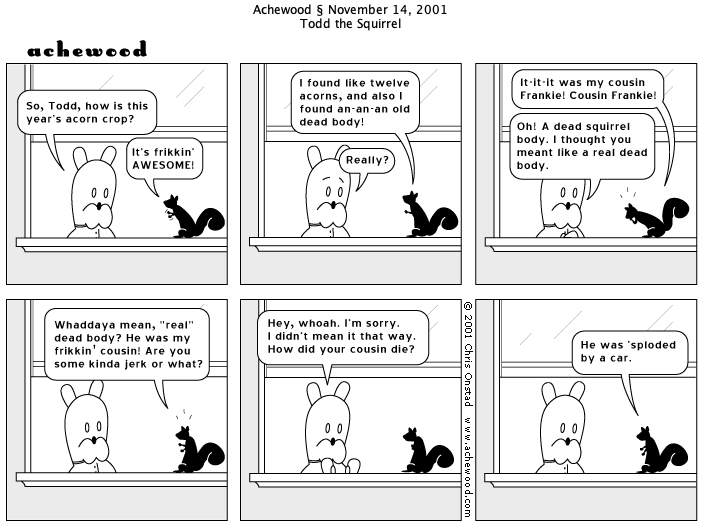 Achewood § November 14, 2001
Todd the Squirrel
achewood
So, Todd, how is this
year's acorn crop?
It's frikkin'
AWESOME!
I found like twelve
acorns, and also I
found an-an-an old
dead body!
Really?
It-it-it was my cousin
Frankie! Cousin Frankie!
Oh! A dead squirrel
body. I thought you
meant like a real dead
body.
Whaddaya mean, "real"
dead body? He was my
frikkin' cousin! Are you
some kinda jerk or what?
Hey, whoah. I'm sorry.
I didn't mean it that way.
How did your cousin die?
© 2001 Chris Onstad www.achewood.com
He was 'sploded
by a car.